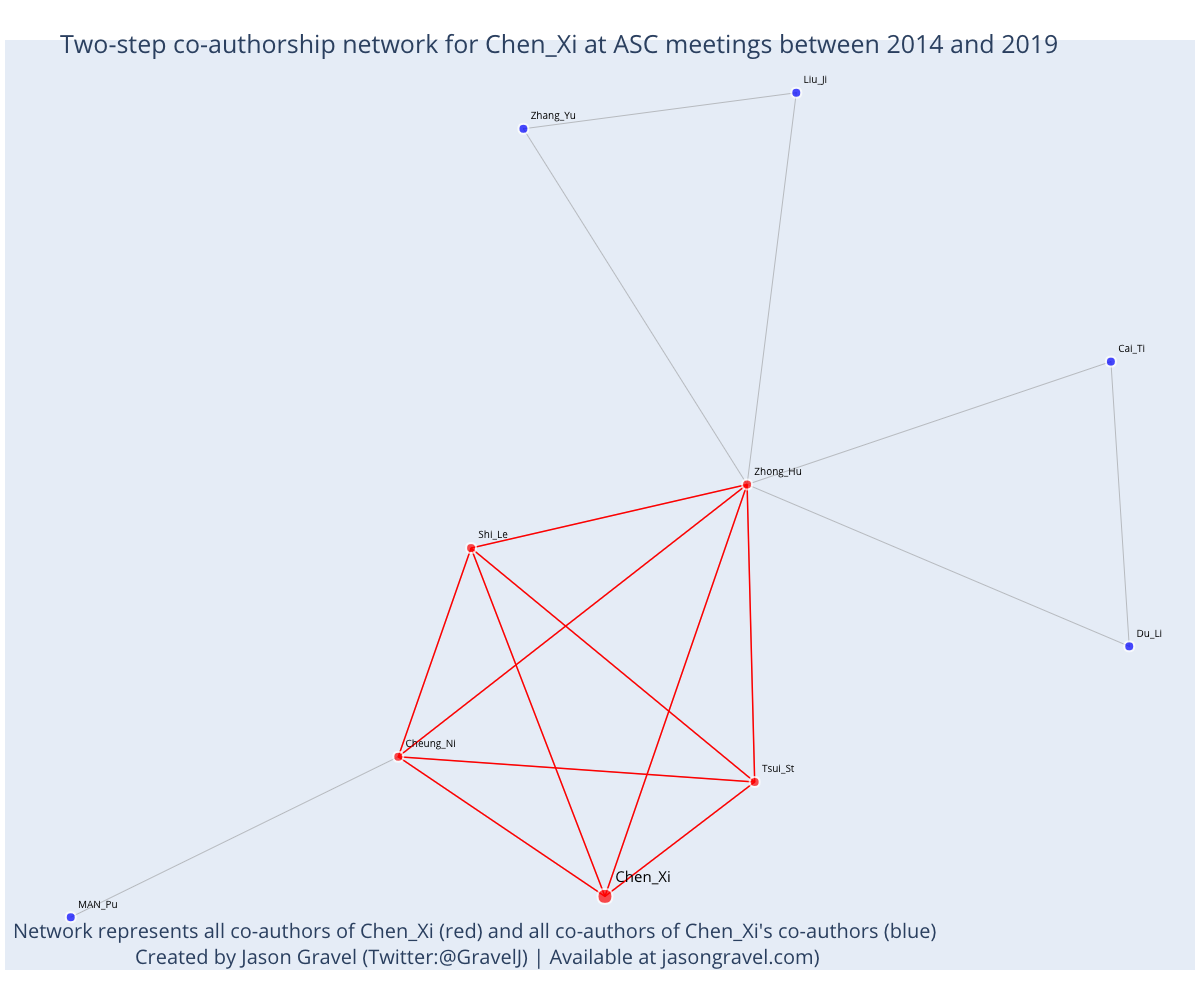 Two-step co-authorship network for Chen_Xi at ASC meetings between 2014 and 2019
Liu_Ji
Zhang_Yu
Cai_Ti
Zhong_Hu
Shi_Le
Du_Li
Cheung_Ni
Tsui_St
Chen_Xi
MAN_Pu
Network represents all co-authors of Chen_Xi (red) and all co-authors of Chen_Xi's co-authors (blue)
Created by Jason Gravel (Twitter:@GravelJ) | Available at jasongravel.com)